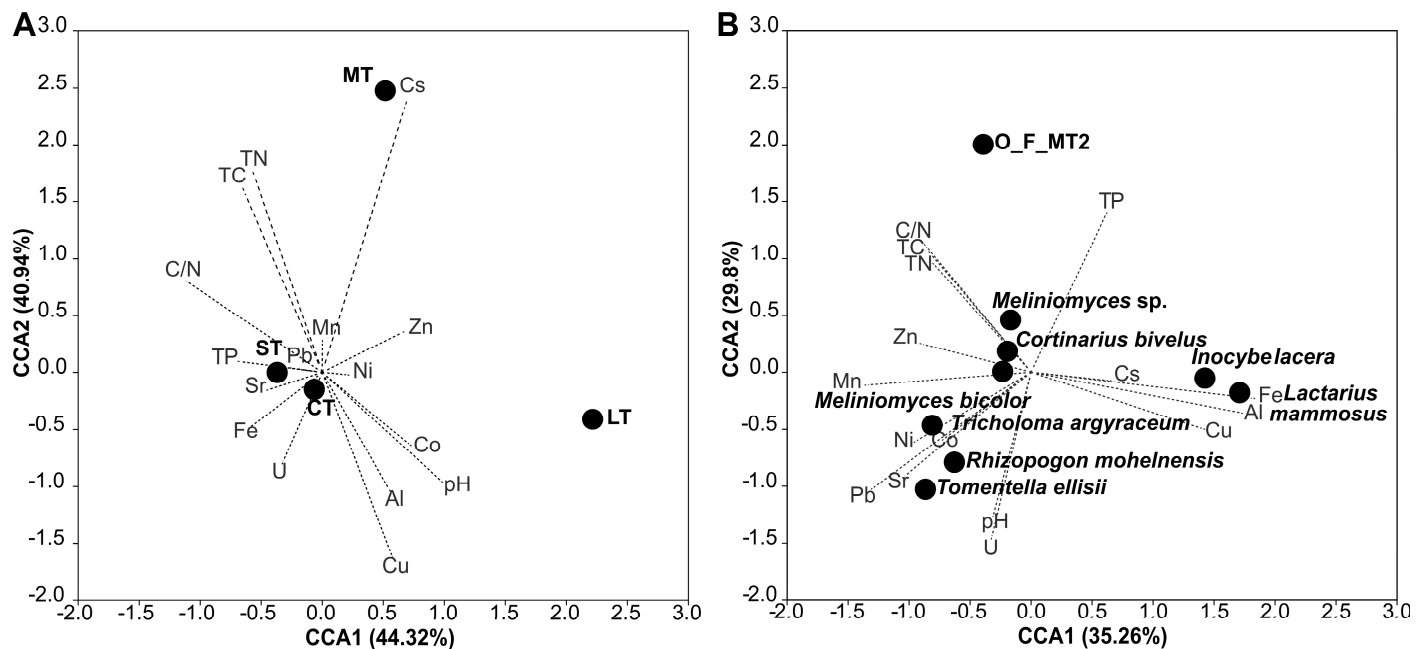 A
3.0
2.5
2.0
1.5
1.0
0.5
0.0
-0.5
-1.0
-1.5
-2.0
-2.0 -1.5 -1.0 -0.5 0.0 0.5 1.0 1.5 2.0 2.5 3.0
CCA2 (40.94%)
CCA1 (44.32%)
MT
Cs
TN
TC
C/N
Mn
Zn
ST
Pb
TP
Ni
Sr
CT
LT
Fe
Co
U
Al
pH
Cu
B
3.0
2.5
2.0
1.5
1.0
0.5
0.0
-0.5
-1.0
-1.5
-2.0
-2.0 -1.5 -1.0 -0.5 0.0 0.5 1.0 1.5 2.0 2.5 3.0
CCA2 (29.8%)
CCA1 (35.26%)
O_F_MT2
TP
C/N
TC
TN
Meliniomyces sp.
Zn
Cortinarius bivelus
Inocybe lacera
Mn
Cs
Meliniomyces bicolor
Fe
Lactarius
mammosus
Al
Tricholoma argyraceum
Cu
Ni
Co
Rhizopogon mohelnensis
Sr
Tomentella ellisii
Pb
pH
U